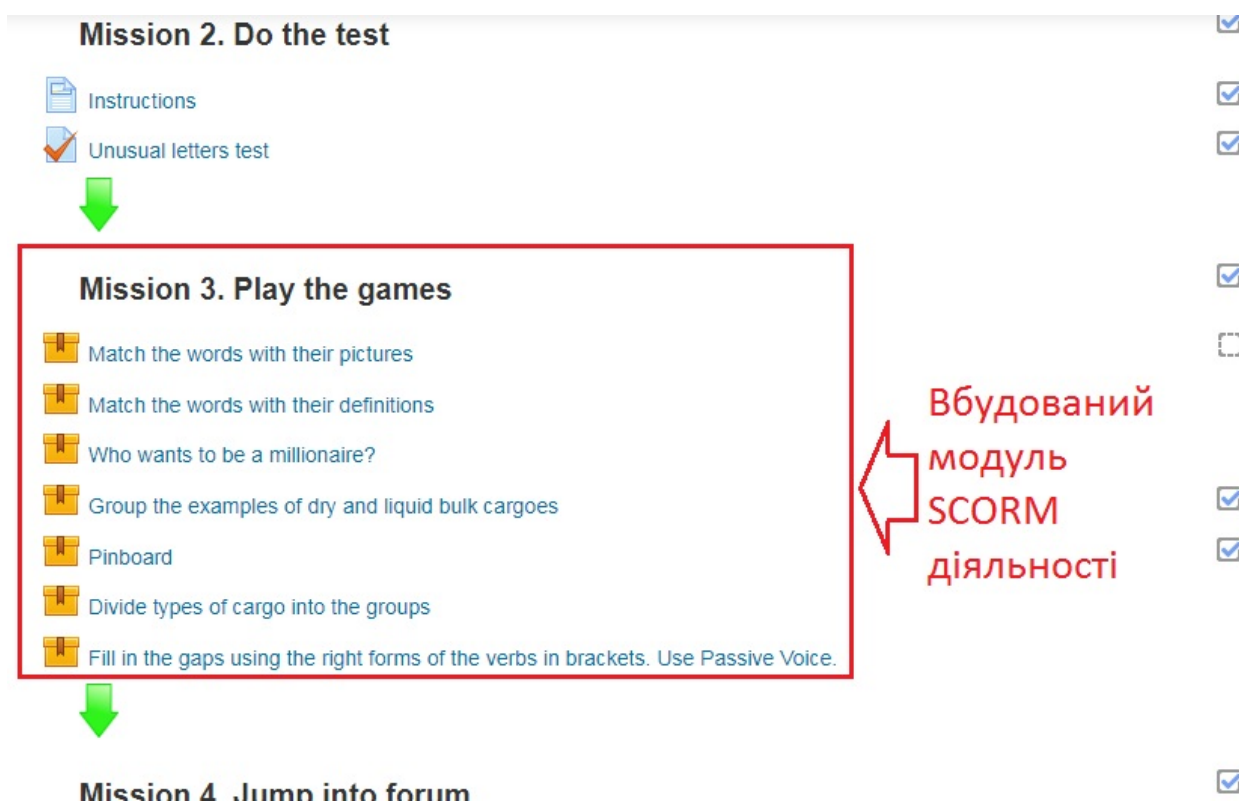 Mission 2. Do the test
Instructions
Unusual letters test
Mission 3. Play the games
Match the words with their pictures
Match the words with their definitions
Who wants to be a millionaire?
Group the examples of dry and liquid bulk cargoes
Pinboard
Divide types of cargo into the groups
Fill in the gaps using the right forms of the verbs in brackets. Use Passive Voice.
Вбудований
модуль
SCORM
діяльності
Mission 4. Jump into forum